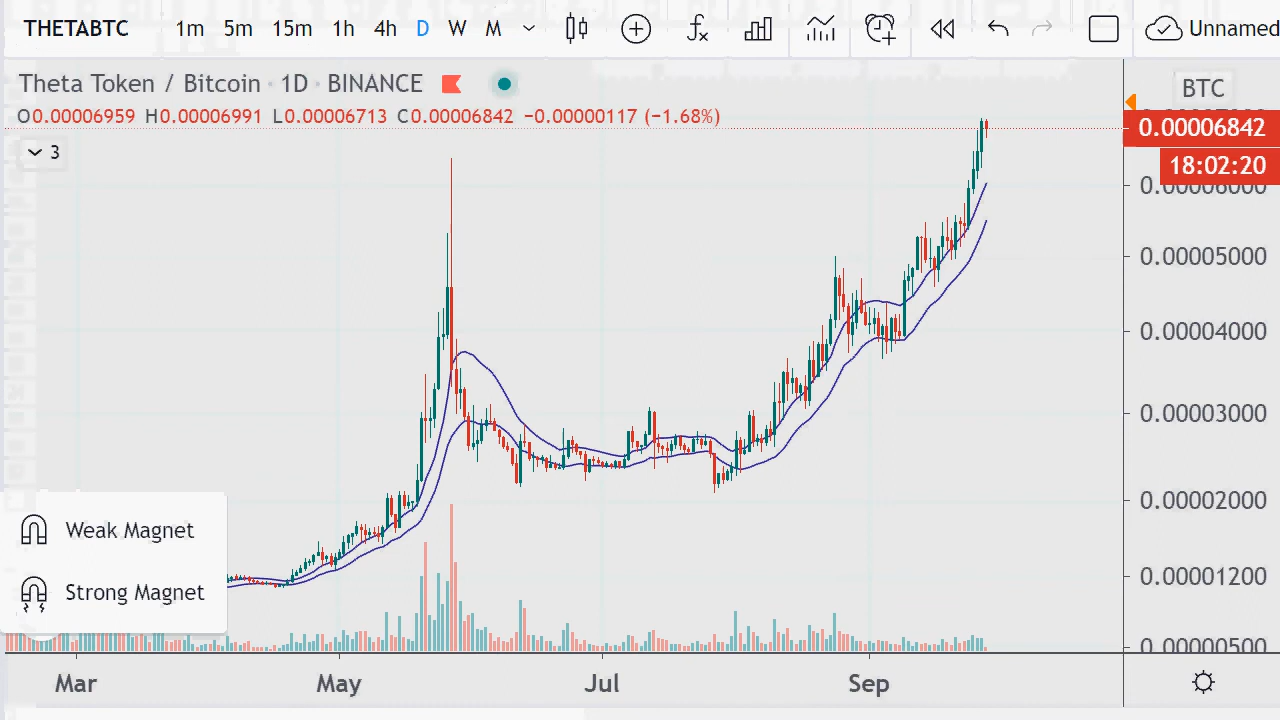 THETABTC 1m 5m 15m 1h 4h D W M Unnamed
Theta Token / Bitcoin · 1D · BINANCE
BTC
O0.00006959 H0.00006991 L0.00006713 C0.00006842 −0.00000117 (−1.68%)
0.00006842
3
18:02:20
0.00006000
0.00005000
0.00004000
0.00003000
0.00002000
Weak Magnet
0.00001200
Strong Magnet
0.00000500
Mar May Jul Sep